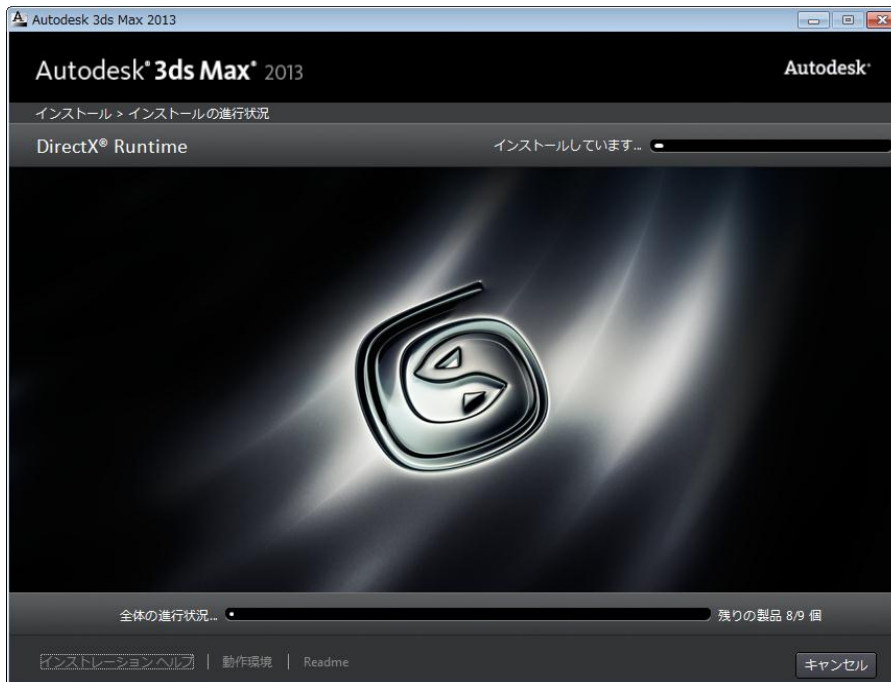 Autodesk 3ds Max 2013
Autodesk® 3ds Max® 2013
Autodesk®
インストール > インストールの進行状況
DirectX® Runtime
インストールしています...
全体の進行状況...
残りの製品 8/9 個
インストレーション ヘルプ | 動作環境 | Readme
キャンセル